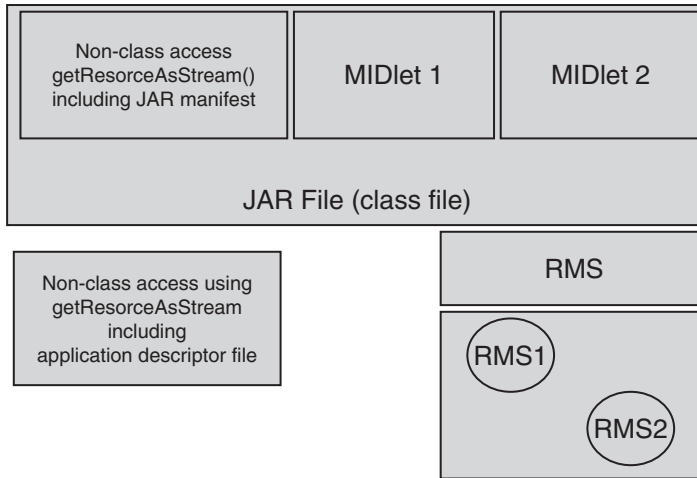 Non-class access
getResorceAsStream()
including JAR manifest
MIDlet 1
MIDlet 2
JAR File (class file)
Non-class access using
getResorceAsStream
including
application descriptor file
RMS
RMS1
RMS2